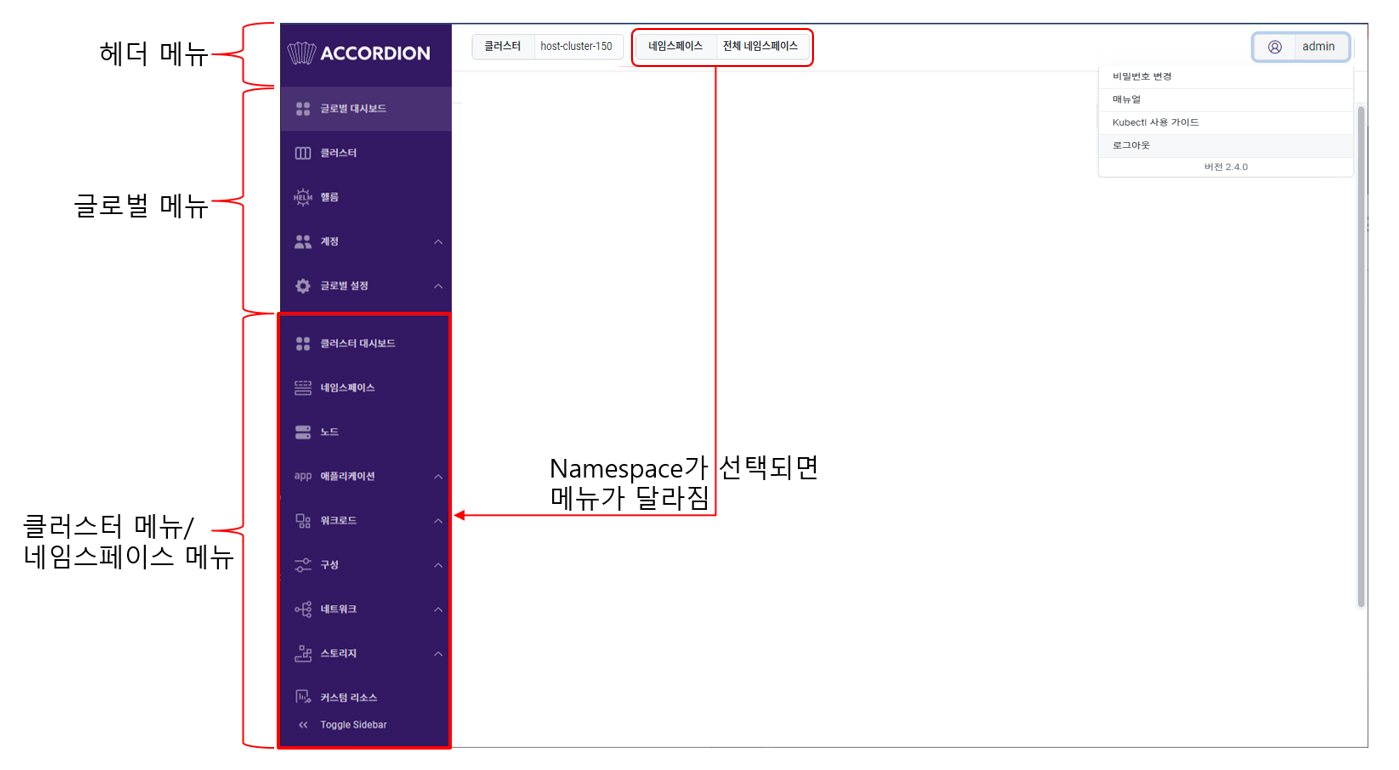 헤더 메뉴
ACCORDION
클러스터 host-cluster-150 네임스페이스 전체 네임스페이스 admin
비밀번호 변경
매뉴얼
Kubectl 사용 가이드
로그아웃
버전 2.4.0
글로벌 메뉴
글로벌 대시보드
클러스터
HELM 헬름
계정
글로벌 설정
클러스터 메뉴/
네임스페이스 메뉴
클러스터 대시보드
네임스페이스
노드
app 애플리케이션
워크로드
구성
네트워크
스토리지
커스텀 리소스
Toggle Sidebar
Namespace가 선택되면
메뉴가 달라짐